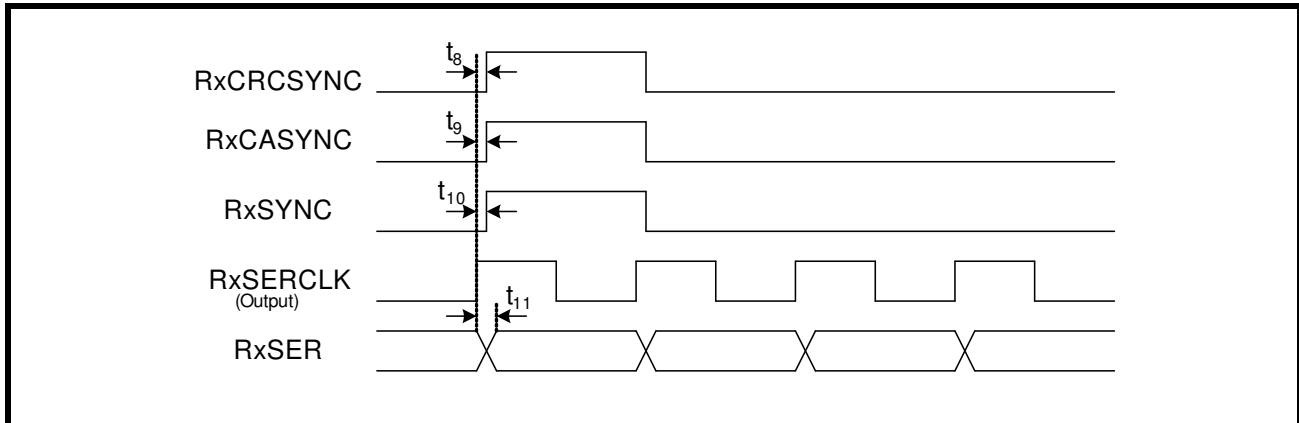 t8
RxCRCSYNC
t9
RxCASYNC
t10
RxSYNC
RxSERCLK
(Output)
t11
RxSER